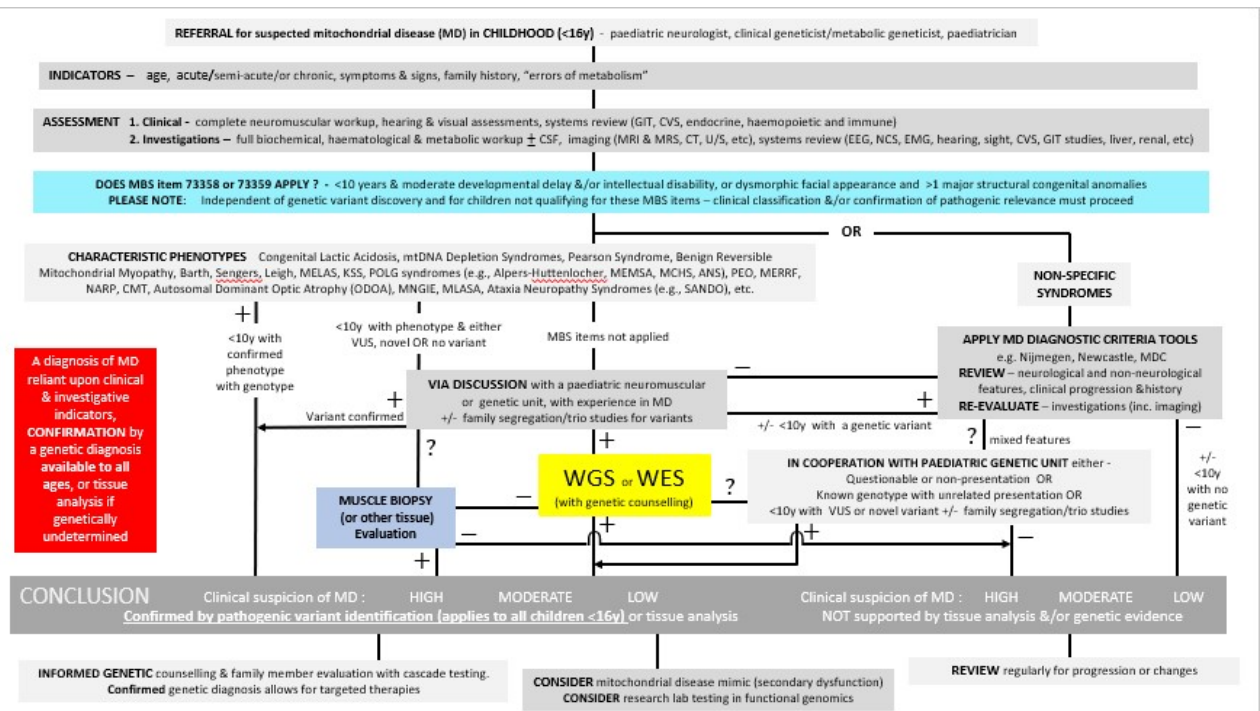 REFERRAL for suspected mitochondrial disease (MD) in CHILDHOOD (<16y) - paediatric neurologist, clinical geneticist/metabolic geneticist, paediatrician
INDICATORS – age, acute/semi-acute/or chronic, symptoms & signs, family history, "errors of metabolism"
ASSESSMENT 1. Clinical - complete neuromuscular workup, hearing & visual assessments, systems review (GIT, CVS, endocrine, haemopoietic and immune)
2. Investigations – full biochemical, haematological & metabolic workup ± CSF, imaging (MRI & MRS, CT, U/S, etc), systems review (EEG, NCS, EMG, hearing, sight, CVS, GIT studies, liver, renal, etc)
DOES MBS item 73358 or 73359 APPLY ? - <10 years & moderate developmental delay &/or intellectual disability, or dysmorphic facial appearance and >1 major structural congenital anomalies
PLEASE NOTE: Independent of genetic variant discovery and for children not qualifying for these MBS items – clinical classification &/or confirmation of pathogenic relevance must proceed
OR
CHARACTERISTIC PHENOTYPES Congenital Lactic Acidosis, mtDNA Depletion Syndromes, Pearson Syndrome, Benign Reversible
Mitochondrial Myopathy, Barth, Sengers, Leigh, MELAS, KSS, POLG syndromes (e.g., Alpers-Huttenlocher, MEMSA, MCHS, ANS), PEO, MERRF,
NARP, CMT, Autosomal Dominant Optic Atrophy (ODOA), MNGIE, MLASA, Ataxia Neuropathy Syndromes (e.g., SANDO), etc.
NON-SPECIFIC
SYNDROMES
+
<10y with
confirmed
phenotype
with genotype
<10y with phenotype & either
VUS, novel OR no variant
MBS items not applied
APPLY MD DIAGNOSTIC CRITERIA TOOLS
e.g. Nijmegen, Newcastle, MDC
REVIEW – neurological and non-neurological
features, clinical progression &history
RE-EVALUATE – investigations (inc. imaging)
A diagnosis of MD
reliant upon clinical
& investigative
indicators,
CONFIRMATION by
a genetic diagnosis
available to all
ages, or tissue
analysis if
genetically
undetermined
VIA DISCUSSION with a paediatric neuromuscular
or genetic unit, with experience in MD
+/- family segregation/trio studies for variants
–
+
+/- <10y with a genetic variant
+
Variant confirmed
?
+
? mixed features
–
+/-
<10y
with no
genetic
variant
IN COOPERATION WITH PAEDIATRIC GENETIC UNIT either -
Questionable or non-presentation OR
Known genotype with unrelated presentation OR
<10y with VUS or novel variant +/- family segregation/trio studies
WGS or WES
(with genetic counselling)
?
–
MUSCLE BIOPSY
(or other tissue)
Evaluation
–
+
+
+
–
CONCLUSION Clinical suspicion of MD : HIGH MODERATE LOW
Confirmed by pathogenic variant identification (applies to all children <16y) or tissue analysis
Clinical suspicion of MD : HIGH MODERATE LOW
NOT supported by tissue analysis &/or genetic evidence
INFORMED GENETIC counselling & family member evaluation with cascade testing.
Confirmed genetic diagnosis allows for targeted therapies
CONSIDER mitochondrial disease mimic (secondary dysfunction)
CONSIDER research lab testing in functional genomics
REVIEW regularly for progression or changes